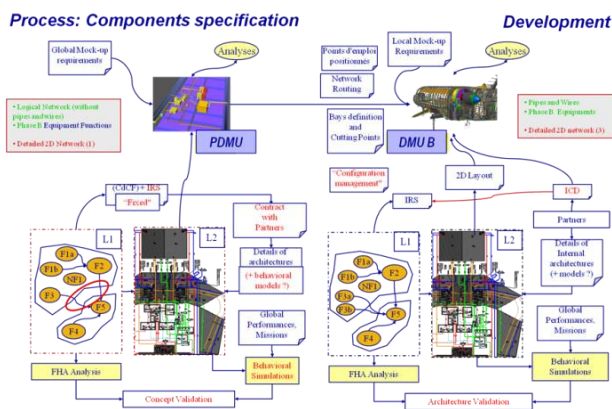 Process: Components specification
Development
Global Mock-up
requirements
Analyses
Points d'emploi
positionnés
Network
Routing
Bays definition and
Cutting Points
Local Mock-up
Requirements
Analyses
• Logical Network (without
pipes and wires)
• Phase B Equipment Functions
• Detailed 2D Network (1)
PDMU
DMU B
• Pipes and Wires
• Phase B Equipments
• Detailed 2D network (3)
(CdCF) + IRS
"Fixed"
Contract
with
Partners
Details of
architectures
(+ behavioral
models ?)
Global
Performances,
Missions
L1
L2
F1a
F1b
F2
NF1
F3
F5
F4
FHA Analysis
Behavioral
Simulations
Concept Validation
"Configuration
management"
IRS
2D Layout
ICD
Partners
Details of
Internal
architectures
(+ models ?)
Global
Performances,
Missions
L1
L2
F1a
F1b
F2
NF1
F3a
F3b
F5
F4
FHA Analysis
Behavioral
Simulations
Architecture Validation